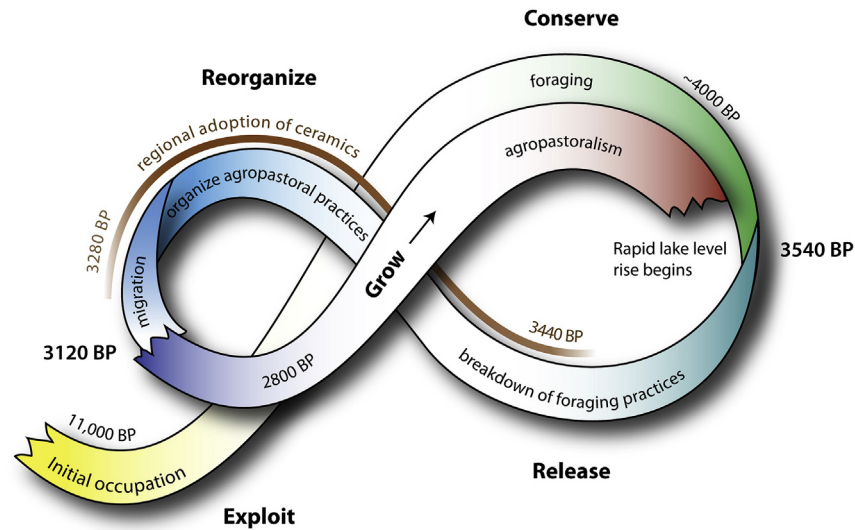 Conserve
foraging
~4000 BP
Reorganize
regional adoption of ceramics
agropastoralism
organize agropastoral practices
3280 BP
Rapid lake level
rise begins
3540 BP
Grow
migration
3440 BP
3120 BP
2800 BP
breakdown of foraging practices
11,000 BP
Initial occupation
Release
Exploit